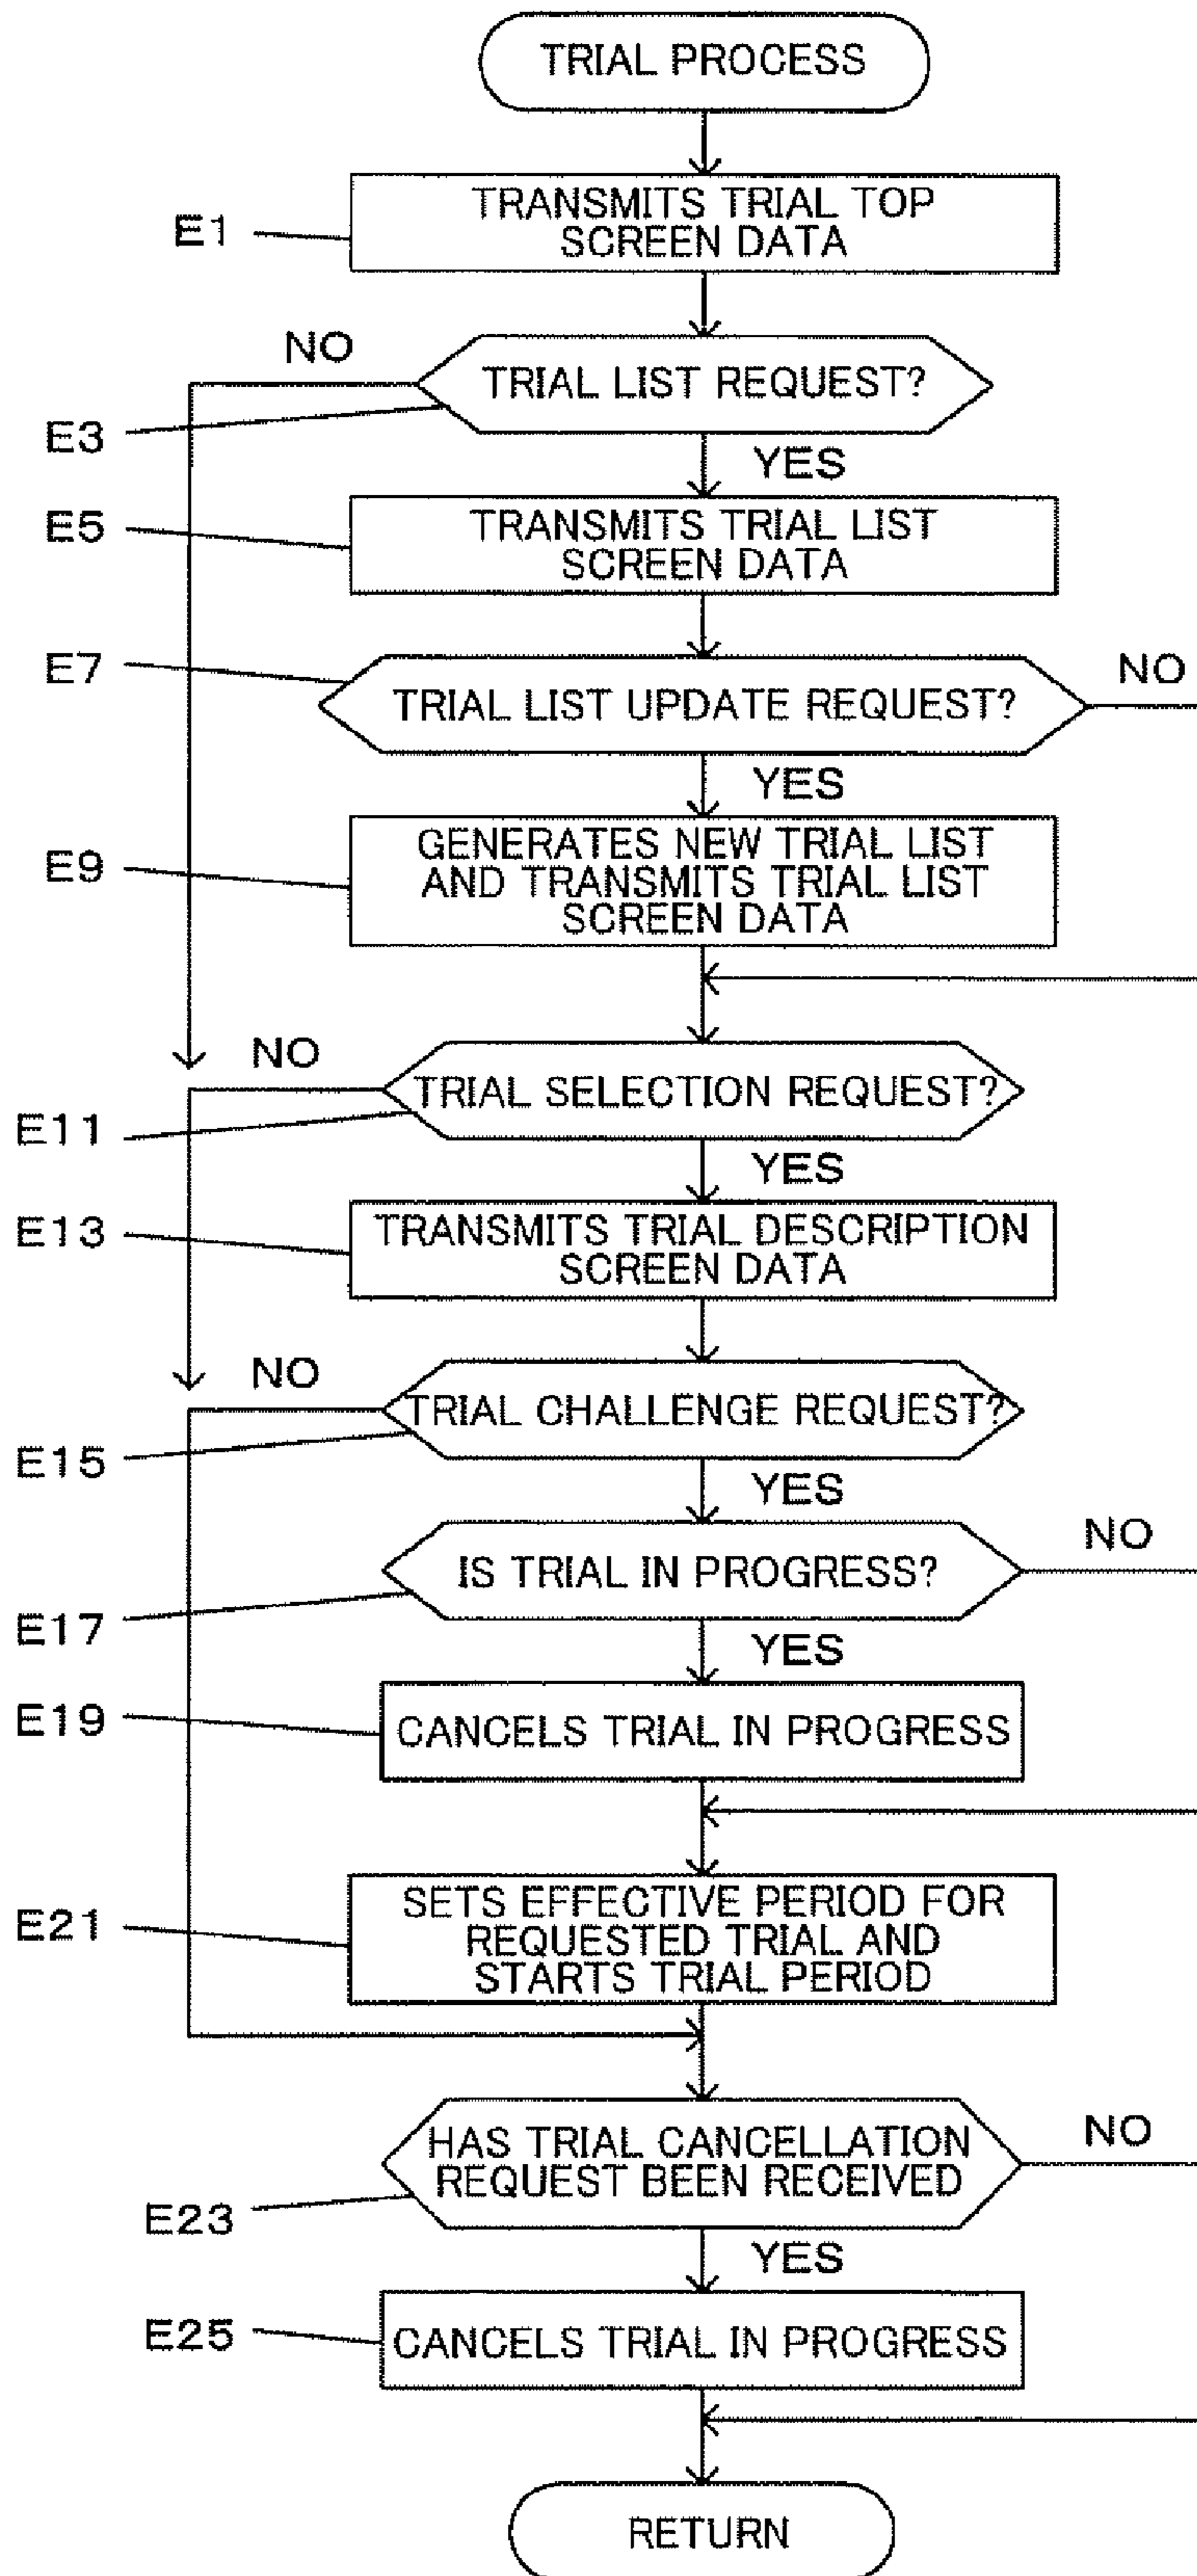 TRIAL PROCESS
E1
TRANSMITS TRIAL TOP
SCREEN DATA
NO
TRIAL LIST REQUEST?
E3
YES
E5
TRANSMITS TRIAL LIST
SCREEN DATA
E7
NO
TRIAL LIST UPDATE REQUEST?
YES
E9
GENERATES NEW TRIAL LIST
AND TRANSMITS TRIAL LIST
SCREEN DATA
NO
TRIAL SELECTION REQUEST?
E11
YES
E13
TRANSMITS TRIAL DESCRIPTION
SCREEN DATA
NO
TRIAL CHALLENGE REQUEST?
E15
YES
NO
IS TRIAL IN PROGRESS?
E17
YES
E19
CANCELS TRIAL IN PROGRESS
E21
SETS EFFECTIVE PERIOD FOR
REQUESTED TRIAL AND
STARTS TRIAL PERIOD
NO
HAS TRIAL CANCELLATION
REQUEST BEEN RECEIVED
E23
YES
E25
CANCELS TRIAL IN PROGRESS
RETURN